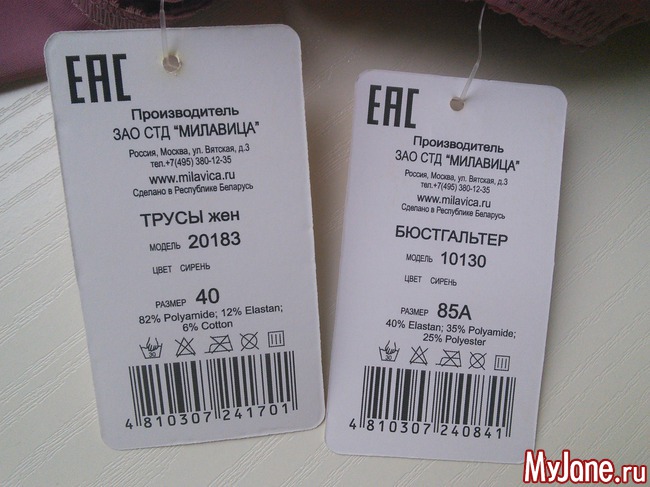 EAC
Производитель
ЗАО СТД "МИЛАВИЦА"
Россия, Москва, ул. Вятская, д.3
тел.+7(495) 380-12-35
www.milavica.ru
Сделано в Республике Беларусь
ТРУСЫ жен
МОДЕЛЬ 20183
ЦВЕТ СИРЕНЬ
РАЗМЕР 40
82% Polyamide; 12% Elastan;
6% Cotton
30
4 810307 241701
EAC
Производитель
ЗАО СТД "МИЛАВИЦА"
Россия, Москва, ул. Вятская, д.3
тел.+7(495) 380-12-35
www.milavica.ru
Сделано в Республике Беларусь
БЮСТГАЛЬТЕР
МОДЕЛЬ 10130
ЦВЕТ СИРЕНЬ
РАЗМЕР 85A
40% Elastan; 35% Polyamide;
25% Polyester
30
4 810307 240841
MyJane.ru